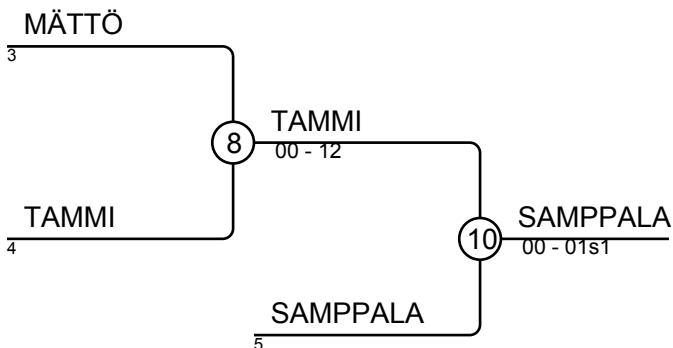 MÄTTÖ
3
8
TAMMI
00 - 12
TAMMI
4
10
SAMPPALA
00 - 01s1
SAMPPALA
5